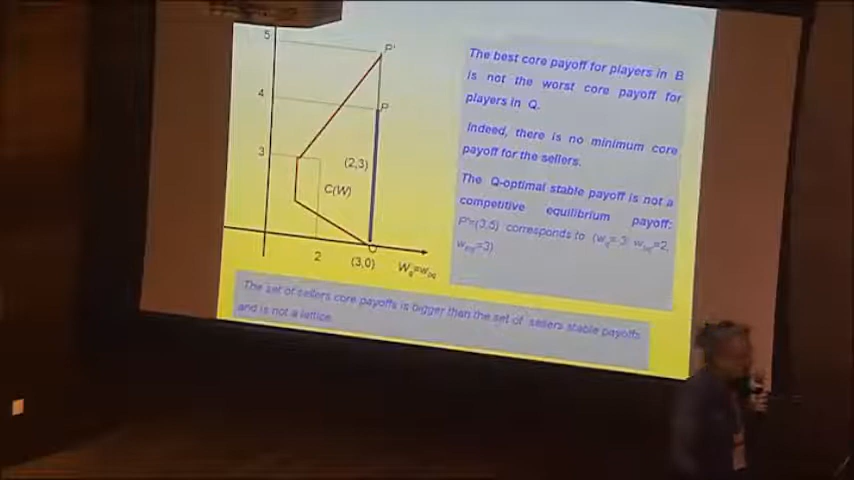 5
P'
4
P
3
(2,3)
C(W)
2
(3,0)
The best core payoff for players in B
is not the worst core payoff for
players in Q.
Indeed, there is no minimum core
payoff for the sellers.
The Q-optimal stable payoff is not a
competitive equilibrium payoff:
P'=(3,5) corresponds to
The set of sellers core payoffs is bigger than the set of sellers stable payoffs
and is not a lattice.